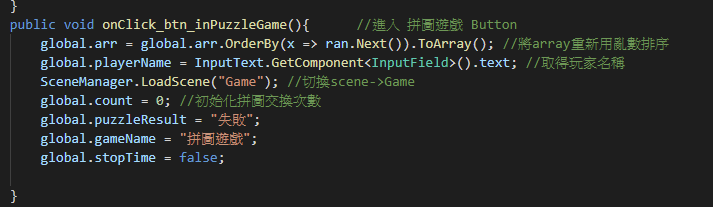 }
public void onClick_btn_inPuzzleGame(){ //進入 拼圖遊戲 Button
global.arr = global.arr.OrderBy(x => ran.Next()).ToArray(); //將array重新用亂數排序
global.playerName = InputText.GetComponent<InputField>().text; //取得玩家名稱
SceneManager.LoadScene("Game"); //切換scene->Game
global.count = 0; //初始化拼圖交換次數
global.puzzleResult = "失敗";
global.gameName = "拼圖遊戲";
global.stopTime = false;
}